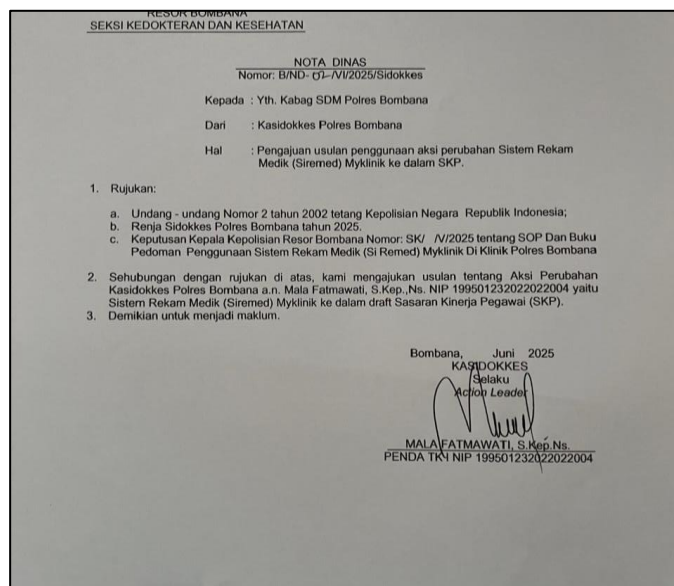 RESOR BOMBANA
SEKSI KEDOKTERAN DAN KESEHATAN
NOTA DINAS
Nomor: B/ND- 02-/VI/2025/Sidokkes
Kepada : Yth. Kabag SDM Polres Bombana
Dari : Kasidokkes Polres Bombana
Hal : Pengajuan usulan penggunaan aksi perubahan Sistem Rekam
Medik (Siremed) Myklinik ke dalam SKP.
1. Rujukan:
a. Undang - undang Nomor 2 tahun 2002 tetang Kepolisian Negara Republik Indonesia;
b. Renja Sidokkes Polres Bombana tahun 2025.
c. Keputusan Kepala Kepolisian Resor Bombana Nomor: SK/ /V/2025 tentang SOP Dan Buku
Pedoman Penggunaan Sistem Rekam Medik (Si Remed) Myklinik Di Klinik Polres Bombana
2. Sehubungan dengan rujukan di atas, kami mengajukan usulan tentang Aksi Perubahan
Kasidokkes Polres Bombana a.n. Mala Fatmawati, S.Kep.,Ns. NIP 199501232022022004 yaitu
Sistem Rekam Medik (Siremed) Myklinik ke dalam draft Sasaran Kinerja Pegawai (SKP).
3. Demikian untuk menjadi maklum.
Bombana, Juni 2025
KASIDOKKES
Selaku
Action Leader
MALA FATMAWATI, S.Kep.Ns.
PENDA TK I NIP 199501232022022004